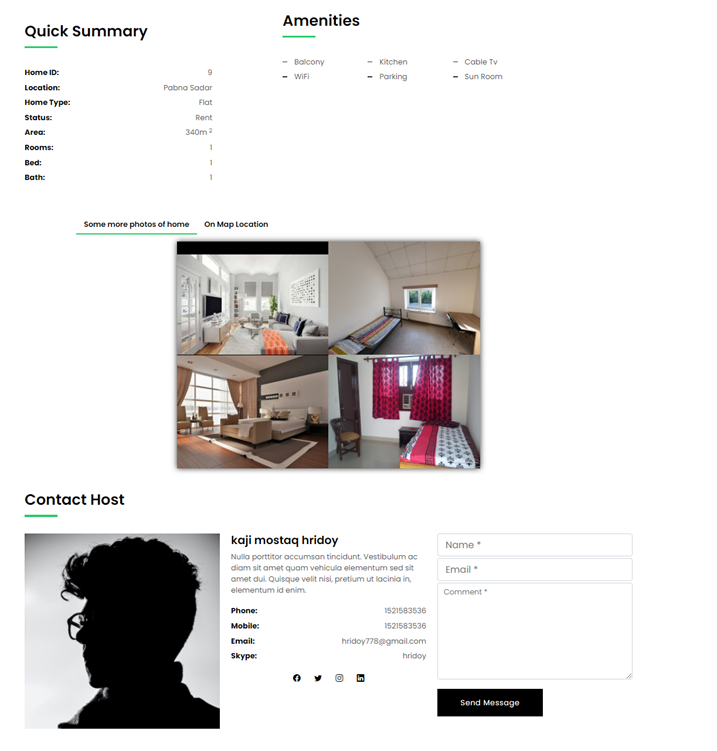 Quick Summary
Home ID: 9
Location: Pabna Sadar
Home Type: Flat
Status: Rent
Area: 340m 2
Rooms: 1
Bed: 1
Bath: 1
Amenities
– Balcony – Kitchen – Cable Tv
– WiFi – Parking – Sun Room
Some more photos of home On Map Location
Contact Host
kaji mostaq hridoy
Nulla porttitor accumsan tincidunt. Vestibulum ac
diam sit amet quam vehicula elementum sed sit
amet dui. Quisque velit nisi, pretium ut lacinia in,
elementum id enim.
Phone: 1521583536
Mobile: 1521583536
Email: hridoy778@gmail.com
Skype: hridoy
Name *
Email *
Comment *
Send Message